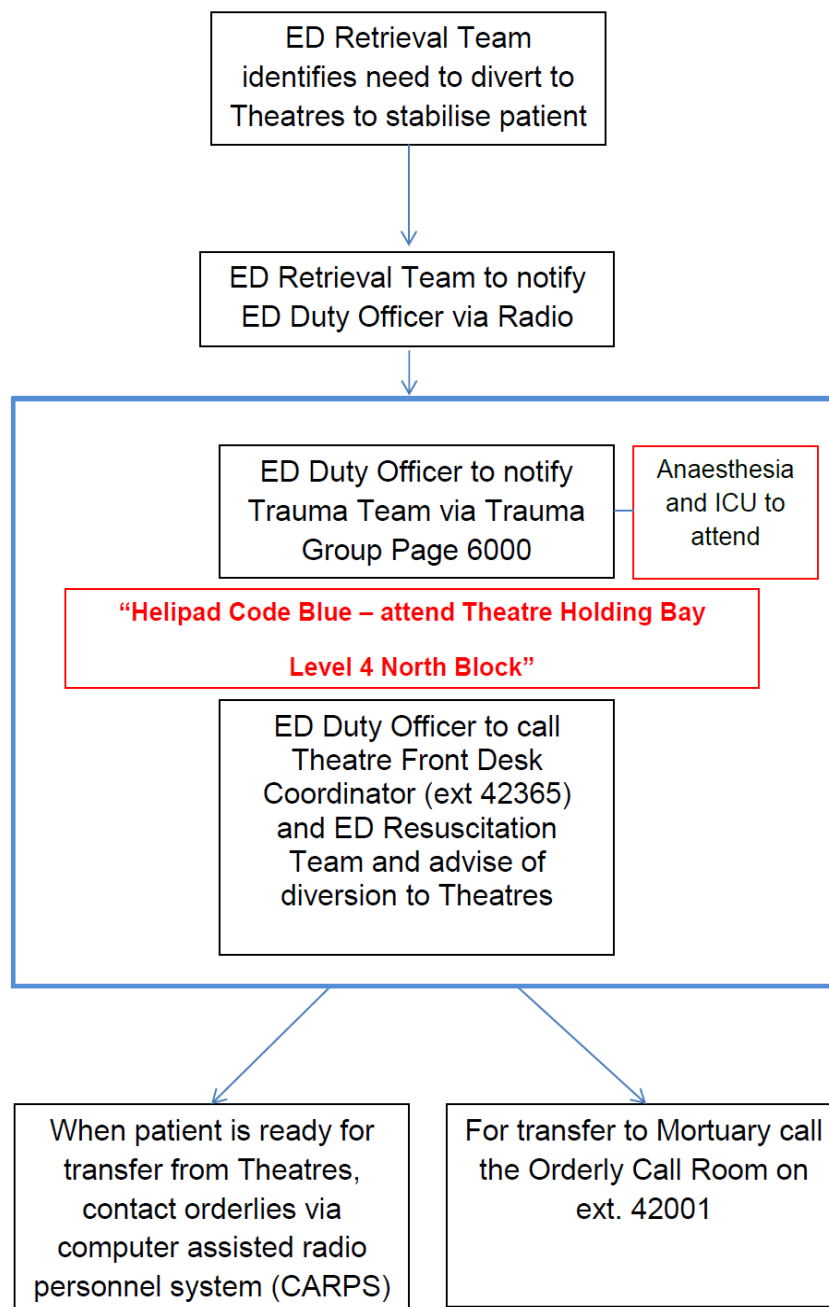 ED Retrieval Team
identifies need to divert to
Theatres to stabilise patient
ED Retrieval Team to notify
ED Duty Officer via Radio
ED Duty Officer to notify
Trauma Team via Trauma
Group Page 6000
Anaesthesia
and ICU to
attend
“Helipad Code Blue – attend Theatre Holding Bay
Level 4 North Block”
ED Duty Officer to call
Theatre Front Desk
Coordinator (ext 42365)
and ED Resuscitation
Team and advise of
diversion to Theatres
When patient is ready for
transfer from Theatres,
contact orderlies via
computer assisted radio
personnel system (CARPS)
For transfer to Mortuary call
the Orderly Call Room on
ext. 42001